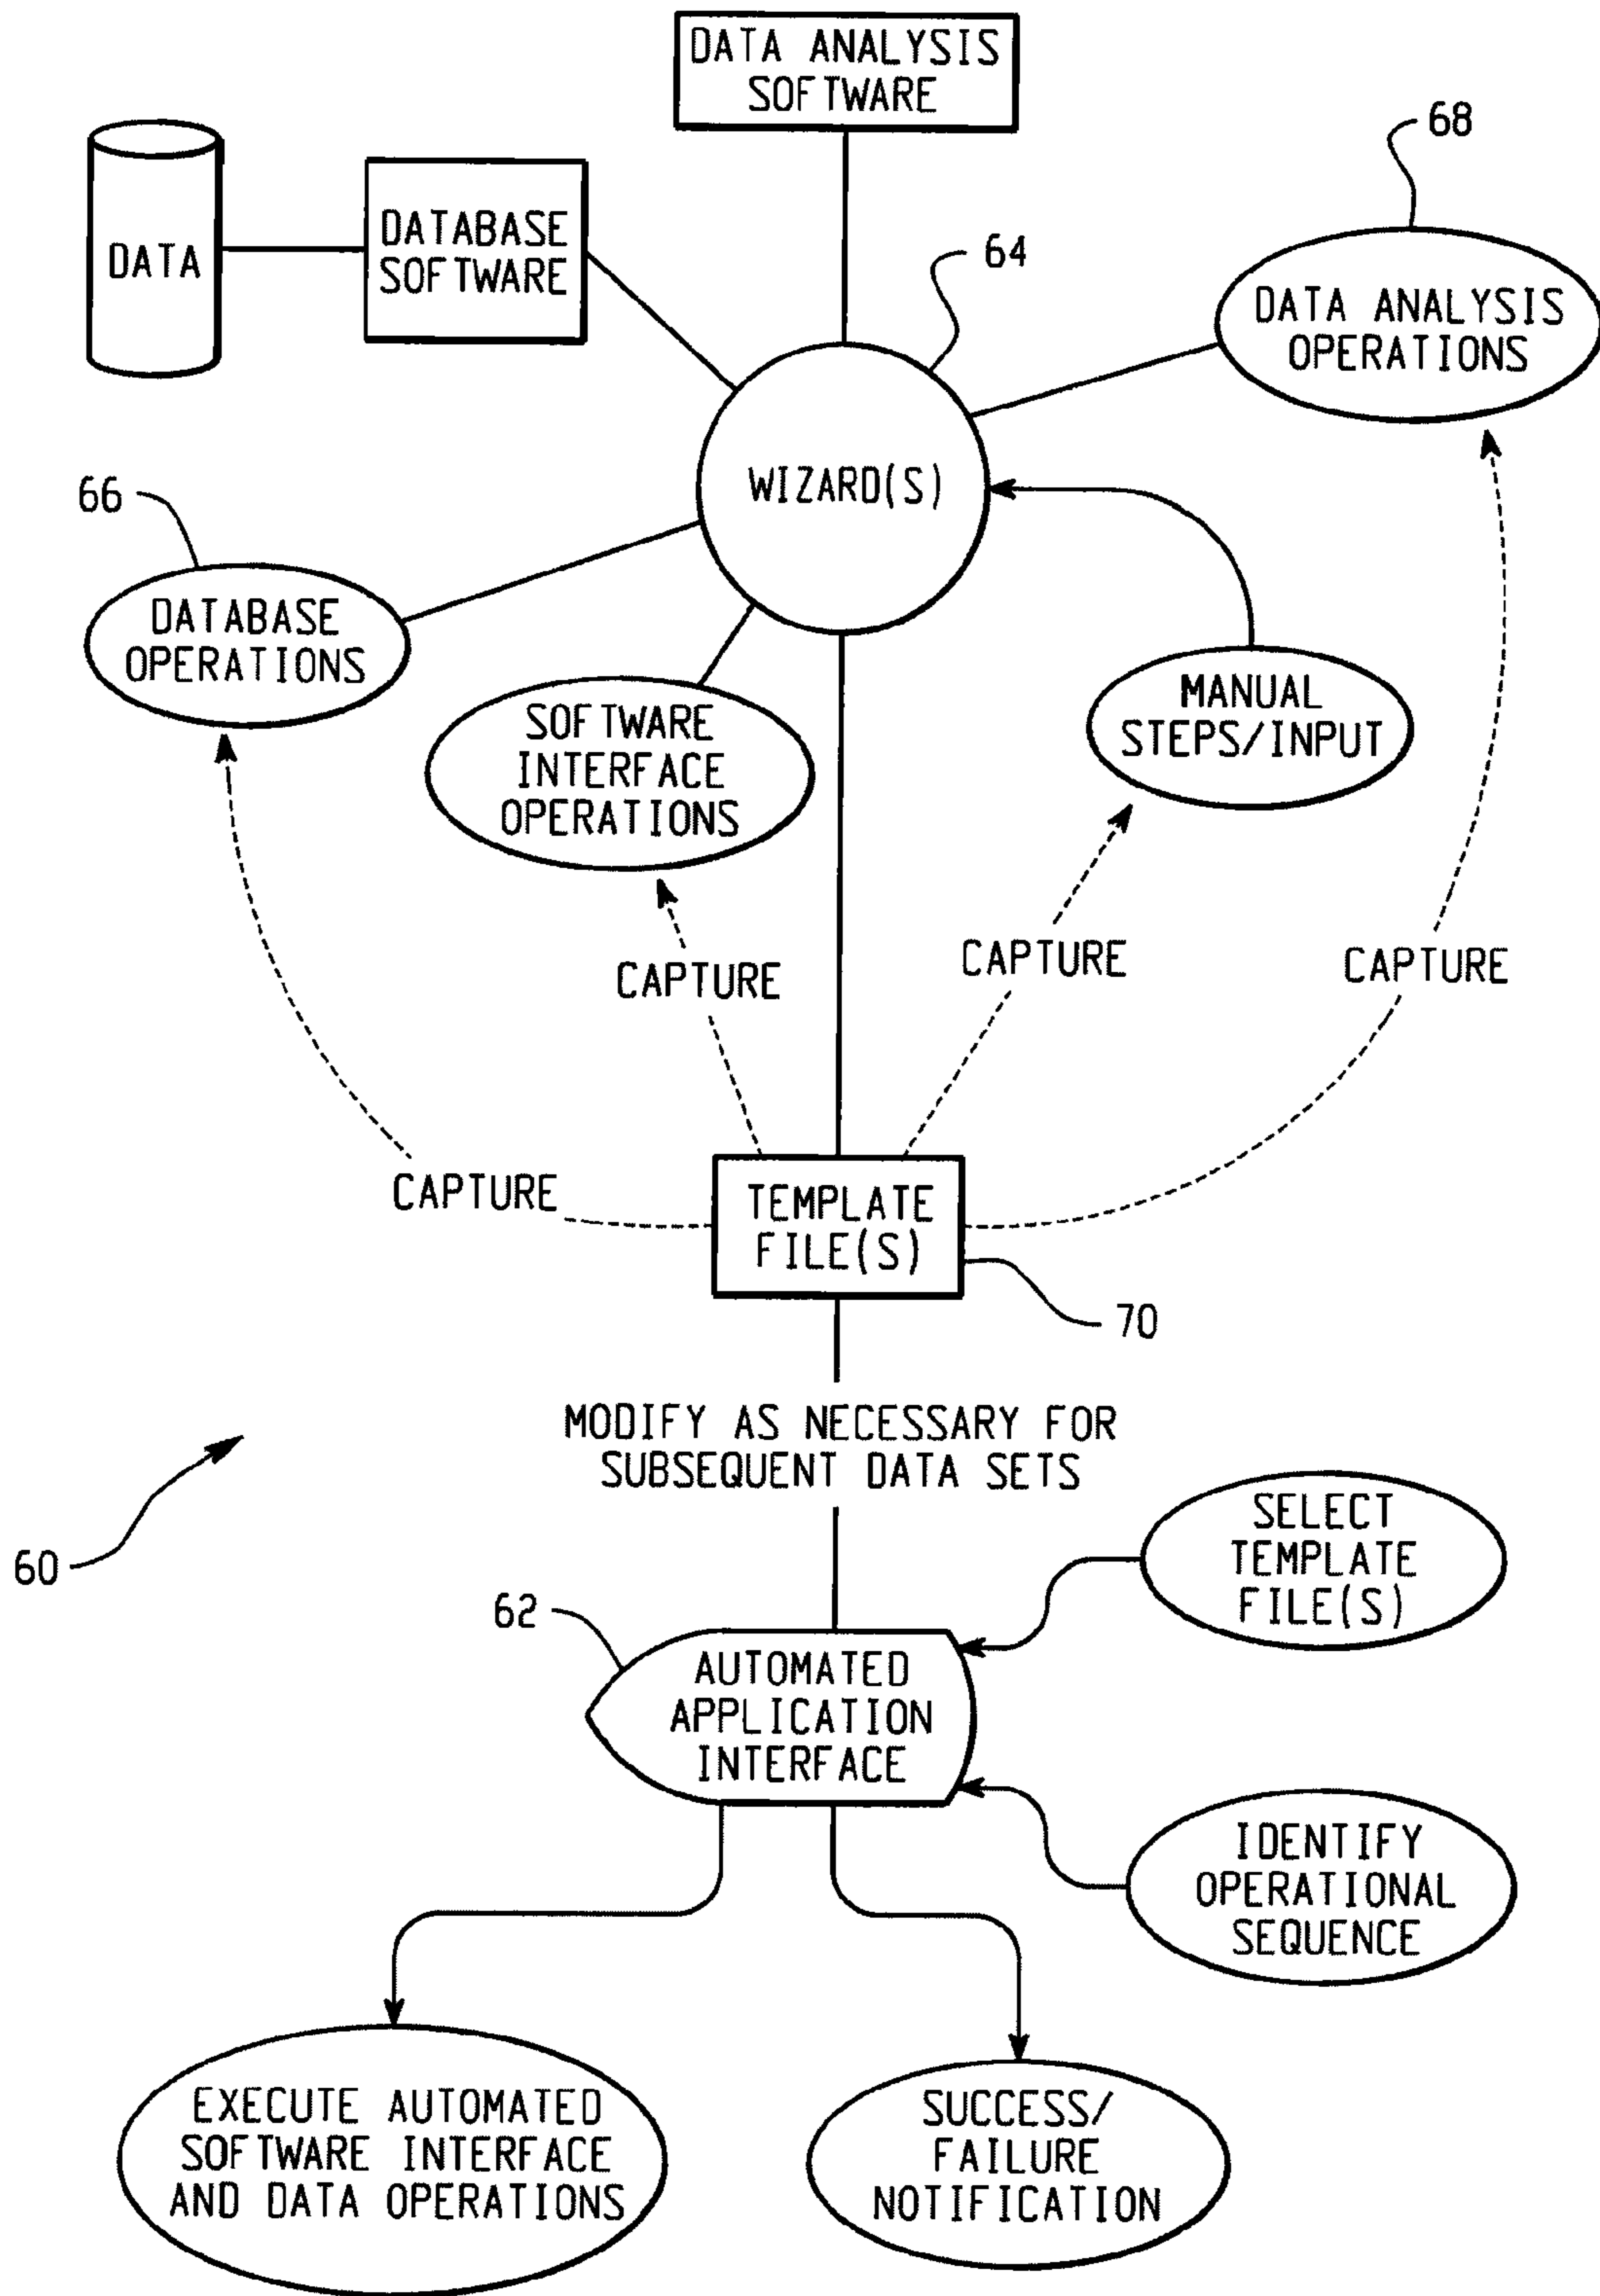 DATA ANALYSIS
SOFTWARE
68
DATA
DATABASE
SOFTWARE
64
DATA ANALYSIS
OPERATIONS
WIZARD(S)
66
DATABASE
OPERATIONS
SOFTWARE
INTERFACE
OPERATIONS
MANUAL
STEPS/INPUT
CAPTURE
CAPTURE
CAPTURE
CAPTURE
TEMPLATE
FILE(S)
70
MODIFY AS NECESSARY FOR
SUBSEQUENT DATA SETS
60
SELECT
TEMPLATE
FILE(S)
62
AUTOMATED
APPLICATION
INTERFACE
IDENTIFY
OPERATIONAL
SEQUENCE
EXECUTE AUTOMATED
SOFTWARE INTERFACE
AND DATA OPERATIONS
SUCCESS/
FAILURE
NOTIFICATION